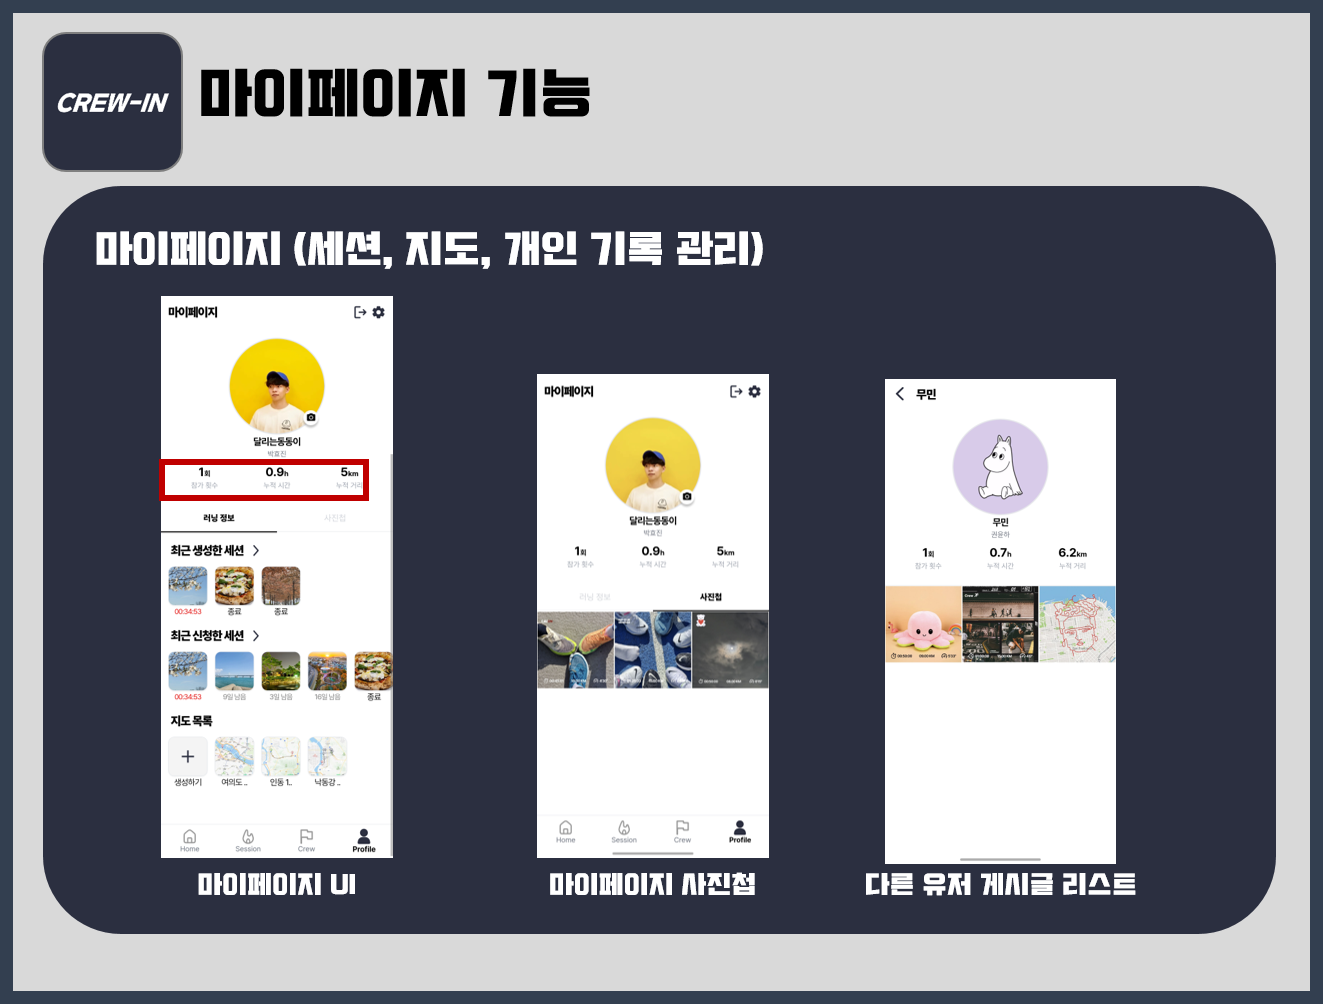 CREW-IN
마이페이지 기능
마이페이지 (세션, 지도, 개인 기록 관리)
마이페이지
달리는동동이
박효진
1회 0.9h 5km
참가 횟수 누적 시간 누적 거리
러닝 정보 사진첩
최근 생성한 세션
00:34:53 종료 종료
최근 신청한 세션
00:34:53 9일 남음 3일 남음 16일 남음 종료
지도 목록
생성하기 여의도 .. 인동 1.. 낙동강 ..
Home Session Crew Profile
마이페이지 UI
마이페이지
달리는동동이
박효진
1회 0.9h 5km
참가 횟수 누적 시간 누적 거리
러닝 정보 사진첩
Home Session Crew Profile
마이페이지 사진첩
무민
무민
권윤하
1회 0.7h 6.2km
참가 횟수 누적 시간 누적 거리
다른 유저 게시글 리스트